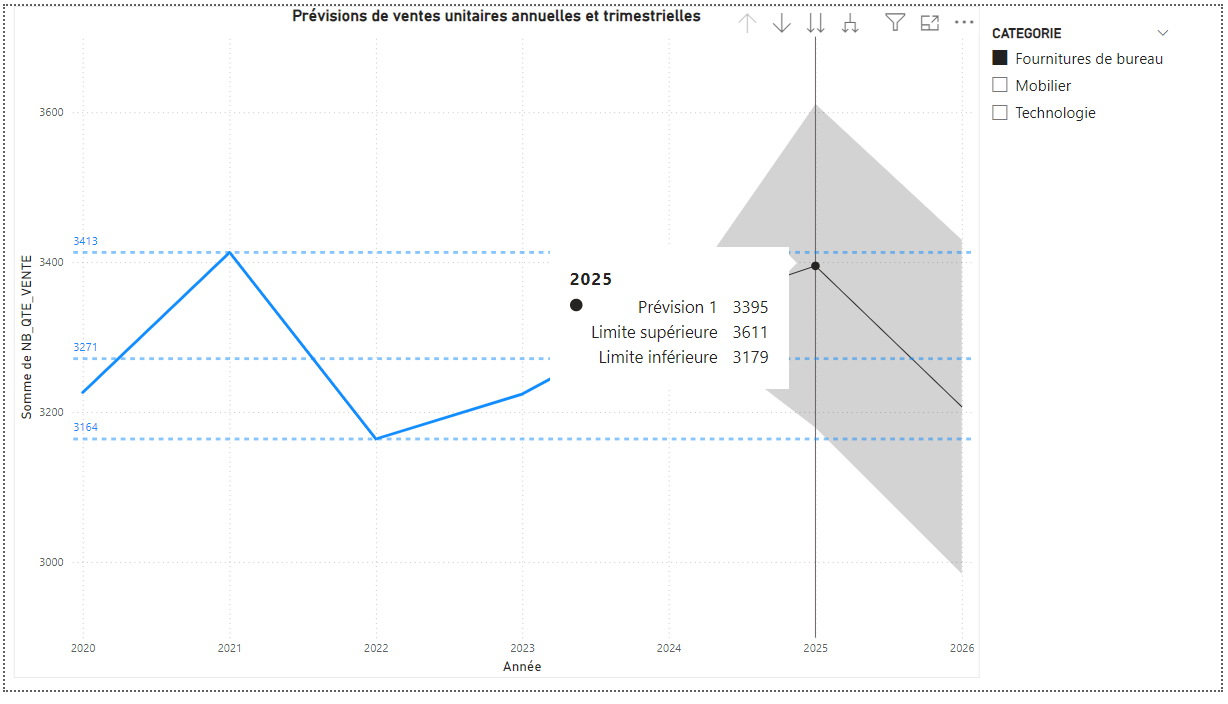 Prévisions de ventes unitaires annuelles et trimestrielles
CATEGORIE
Fournitures de bureau
Mobilier
Technologie
Somme de NB_QTE_VENTE
3600
3413
3400
3271
3200
3164
3000
2025
Prévision 1 3395
Limite supérieure 3611
Limite inférieure 3179
2020 2021 2022 2023 2024 2025 2026
Année